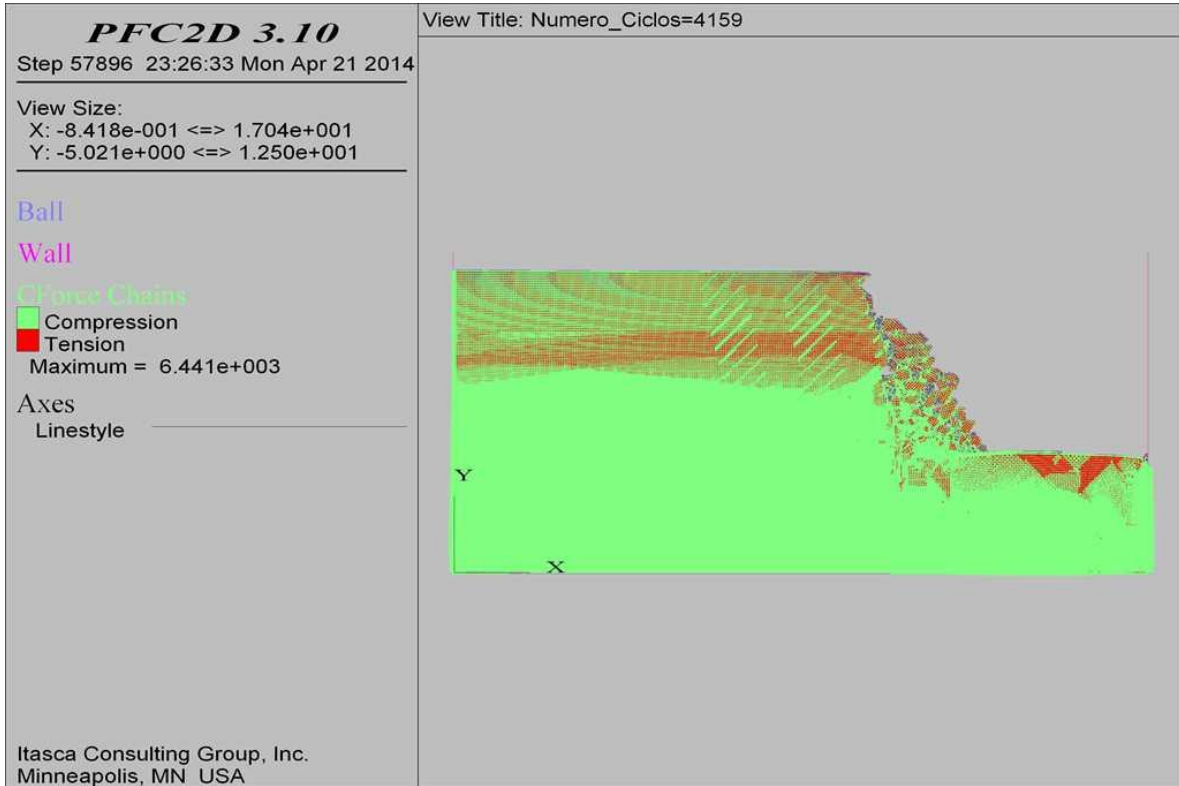 PFC2D 3.10
Step 57896  23:26:33 Mon Apr 21 2014
View Size:
X: -8.418e-001 <=> 1.704e+001
Y: -5.021e+000 <=> 1.250e+001
Ball
Wall
CForce Chains
Compression
Tension
Maximum =  6.441e+003
Axes
Linestyle
Itasca Consulting Group, Inc.
Minneapolis, MN  USA
View Title: Numero_Ciclos=4159
Y
X